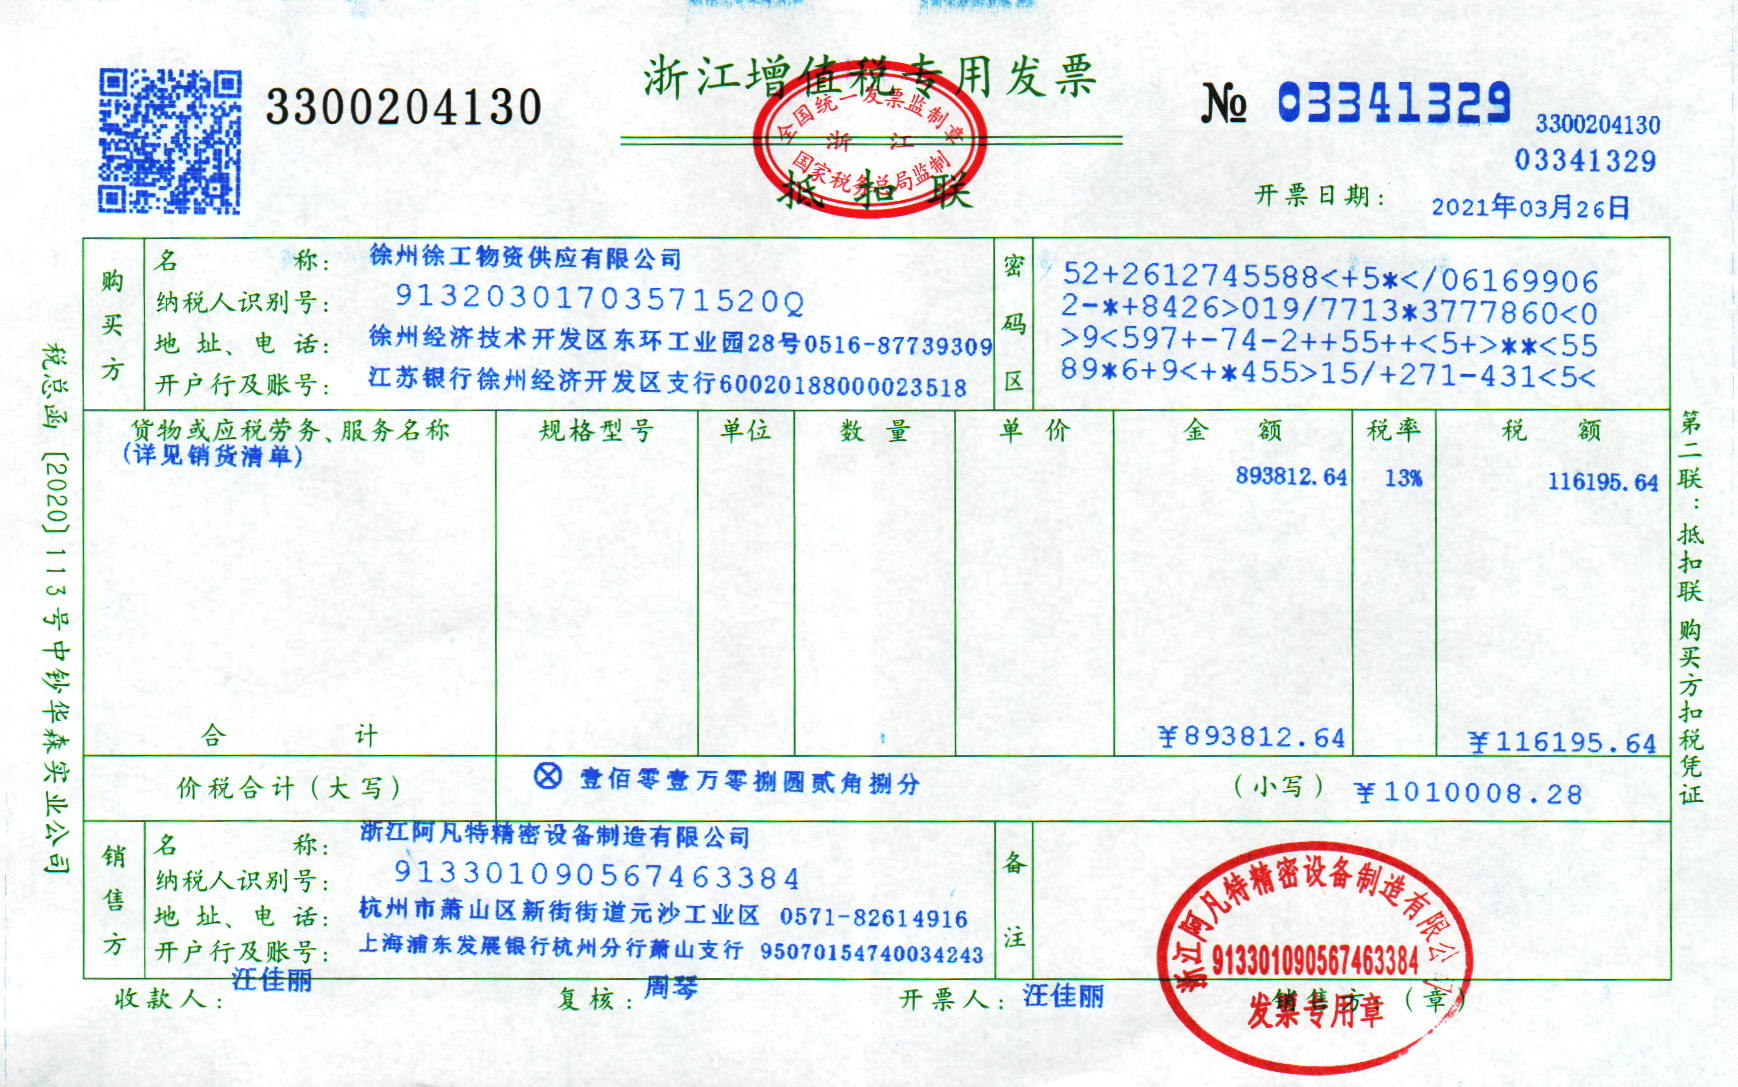 浙江增值税专用发票
3300204130
№ 03341329
3300204130
03341329
全国统一发票监制章
浙 江
国家税务总局监制
抵 扣 联
开票日期： 2021年03月26日
购买方
名 称： 徐州徐工物资供应有限公司
纳税人识别号： 91320301703571520Q
地 址、电 话： 徐州经济技术开发区东环工业园28号0516-87739309
开户行及账号： 江苏银行徐州经济开发区支行60020188000023518
密码区
52+2612745588<+5*</06169906
2-*+8426>019/7713*3777860<0
>9<597+-74-2++55++<5+>**<55
89*6+9<+*455>15/+271-431<5<
货物或应税劳务、服务名称 规格型号 单位 数 量 单 价 金 额 税率 税 额
(详见销货清单) 893812.64 13% 116195.64
合 计 ￥893812.64 ￥116195.64
价税合计（大写） ⊗ 壹佰零壹万零捌圆贰角捌分 （小写） ￥1010008.28
销售方
名 称： 浙江阿凡特精密设备制造有限公司
纳税人识别号： 913301090567463384
地 址、电 话： 杭州市萧山区新街街道元沙工业区 0571-82614916
开户行及账号： 上海浦东发展银行杭州分行萧山支行 95070154740034243
备注
收款人： 汪佳丽 复核： 周琴 开票人： 汪佳丽 销售方：（章）
浙江阿凡特精密设备制造有限公司
913301090567463384
发票专用章
税总函〔2020〕113号中钞华森实业公司
第二联：抵扣联 购买方扣税凭证